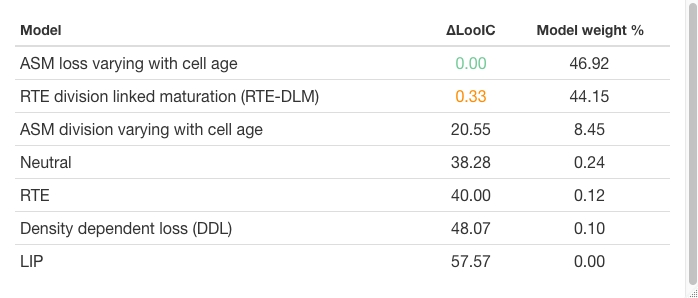 Model ΔLooIC Model weight %
ASM loss varying with cell age 0.00 46.92
RTE division linked maturation (RTE-DLM) 0.33 44.15
ASM division varying with cell age 20.55 8.45
Neutral 38.28 0.24
RTE 40.00 0.12
Density dependent loss (DDL) 48.07 0.10
LIP 57.57 0.00